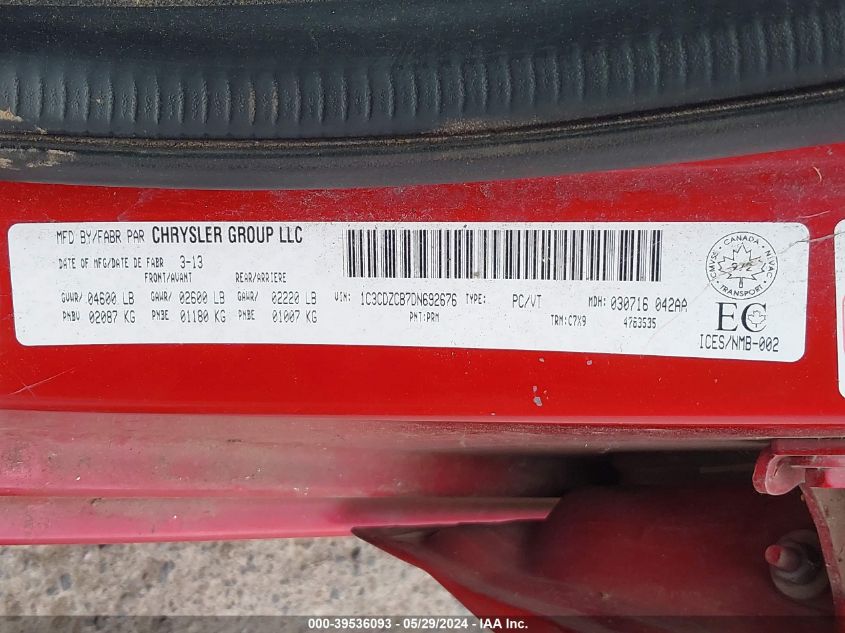 MFD BY/FABR PAR CHRYSLER GROUP LLC
DATE OF MFG/DATE DE FABR 3-13
FRONT/AVANT REAR/ARRIERE
GVWR/ 04600 LB GAWR/ 02600 LB GAWR/ 02220 LB
PNBV 02087 KG PNBE 01180 KG PNBE 01007 KG
VIN: 1C3CDZCB7DN692676 TYPE: PC/VT MDH: 030716 042AA
PNT:PRM TRM:C7X9 4763535
CANADA
TRANSPORT
EC
ICES/NMB-002
000-39536093 - 05/29/2024 - IAA Inc.